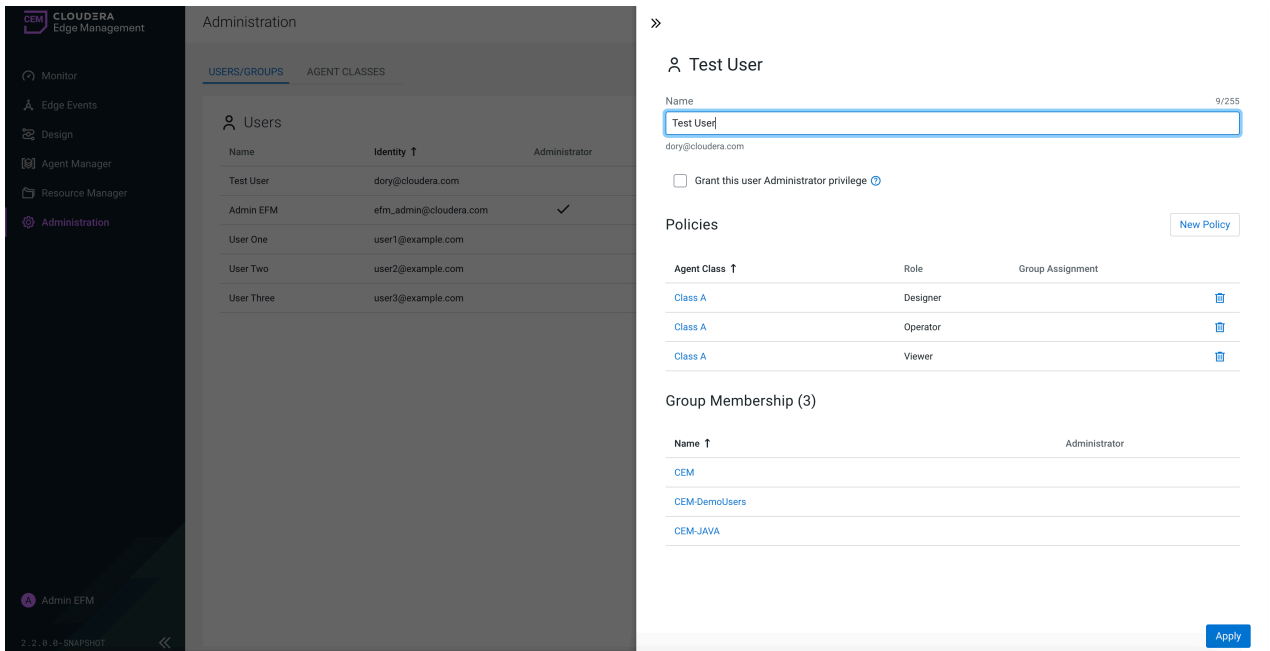 CEM
CLOUDERA
Edge Management
Monitor
Edge Events
Design
Agent Manager
Resource Manager
Administration
Admin EFM
2.2.0.0-SNAPSHOT
Administration
USERS/GROUPS AGENT CLASSES
Users
Name Identity ↑ Administrator
Test User dory@cloudera.com
Admin EFM efm_admin@cloudera.com
User One user1@example.com
User Two user2@example.com
User Three user3@example.com
Test User
Name 9/255
Test User
dory@cloudera.com
Grant this user Administrator privilege ?
Policies New Policy
Agent Class ↑ Role Group Assignment
Class A Designer
Class A Operator
Class A Viewer
Group Membership (3)
Name ↑ Administrator
CEM
CEM-DemoUsers
CEM-JAVA
Apply